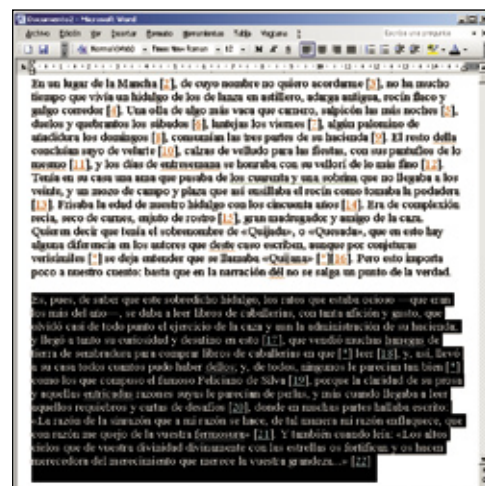 Documento2 - Microsoft Word
Archivo Edición Ver Insertar Formato Herramientas Tabla Ventana ?
Normal (Web) Times New Roman 12 N K S
En un lugar de la Mancha [2], de cuyo nombre no quiero acordarme [3], no ha mucho
tiempo que vivía un hidalgo de los de lanza en astillero, adarga antigua, rocín flaco y
galgo corredor [4]. Una olla de algo más vaca que carnero, salpicón las más noches [5],
duelos y quebrantos los sábados [6], lantejas los viernes [7], algún palomino de
añadidura los domingos [8], consumían las tres partes de su hacienda [9]. El resto della
concluían sayo de velarte [10], calzas de velludo para las fiestas, con sus pantuflos de lo
mesmo [11], y los días de entresemana se honraba con su vellorí de lo más fino [12].
Tenía en su casa una ama que pasaba de los cuarenta y una sobrina que no llegaba a los
veinte, y un mozo de campo y plaza que así ensillaba el rocín como tomaba la podadera
[13]. Frisaba la edad de nuestro hidalgo con los cincuenta años [14]. Era de complexión
recia, seco de carnes, enjuto de rostro [15], gran madrugador y amigo de la caza.
Quieren decir que tenía el sobrenombre de «Quijada», o «Quesada», que en esto hay
alguna diferencia en los autores que deste caso escriben, aunque por conjeturas
verisímiles [*] se deja entender que se llamaba «Quijana» [*][16]. Pero esto importa
poco a nuestro cuento: basta que en la narración dél no se salga un punto de la verdad.
Es, pues, de saber que este sobredicho hidalgo, los ratos que estaba ocioso —que eran
los más del año—, se daba a leer libros de caballerías, con tanta afición y gusto, que
olvidó casi de todo punto el ejercicio de la caza y aun la administración de su hacienda;
y llegó a tanto su curiosidad y desatino en esto [17], que vendió muchas hanegas de
tierra de sembradura para comprar libros de caballerías en que [*] leer [18], y, así, llevó
a su casa todos cuantos pudo haber dellos; y, de todos, ningunos le parecían tan bien [*]
como los que compuso el famoso Feliciano de Silva [19], porque la claridad de su prosa
y aquellas entricadas razones suyas le parecían de perlas, y más cuando llegaba a leer
aquellos requiebros y cartas de desafíos [20], donde en muchas partes hallaba escrito:
«La razón de la sinrazón que a mi razón se hace, de tal manera mi razón enflaquece, que
con razón me quejo de la vuestra fermosura» [21]. Y también cuando leía: «Los altos
cielos que de vuestra divinidad divinamente con las estrellas os fortifican y os hacen
merecedora del merecimiento que merece la vuestra grandeza...» [22]